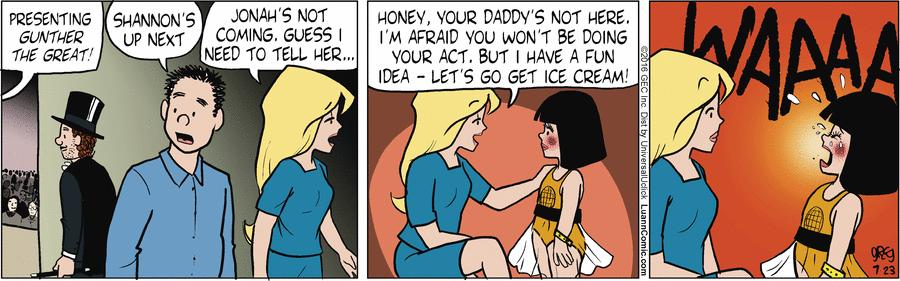 PRESENTING
GUNTHER
THE GREAT!
SHANNON'S
UP NEXT
JONAH'S NOT
COMING. GUESS I
NEED TO TELL HER...
HONEY, YOUR DADDY'S NOT HERE.
I'M AFRAID YOU WON'T BE DOING
YOUR ACT. BUT I HAVE A FUN
IDEA – LET'S GO GET ICE CREAM!
©2016 GEC Inc. Dist by Universal Uclick LuannComic.com
WAAAA
GREG
7·23